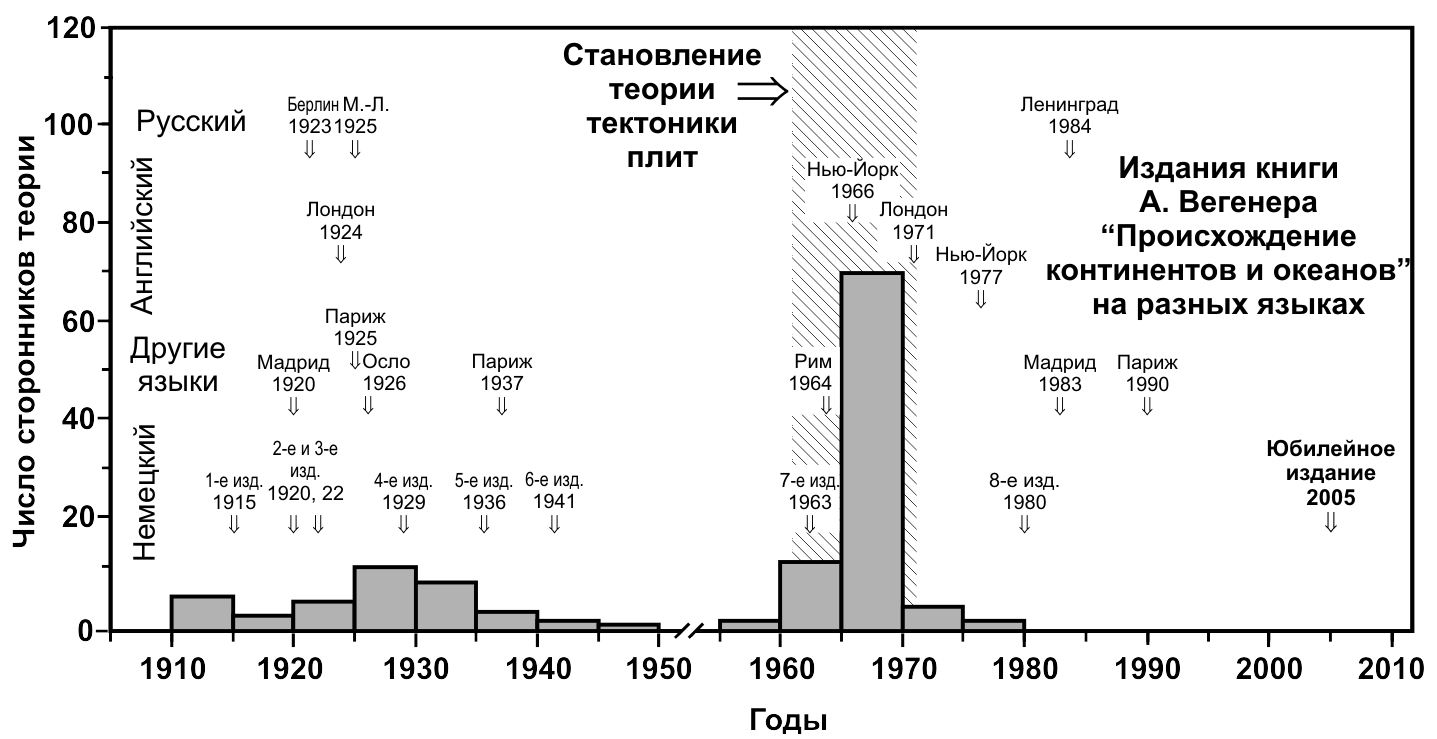 120
100
80
60
40
20
0
Число сторонников теории
Русский
Английский
Другие
языки
Немецкий
Берлин М.-Л.
1923 1925
Лондон
1924
Париж
1925
Мадрид
1920
Осло
1926
Париж
1937
2-е и 3-е
изд.
1920, 22
1-е изд.
1915
4-е изд.
1929
5-е изд.
1936
6-е изд.
1941
Становление
теории
тектоники
плит
Нью-Йорк
1966
Лондон
1971
Нью-Йорк
1977
Рим
1964
7-е изд.
1963
Ленинград
1984
Издания книги
А. Вегенера
“Происхождение
континентов и океанов”
на разных языках
Мадрид
1983
Париж
1990
8-е изд.
1980
Юбилейное
издание
2005
1910 1920 1930 1940 1950 1960 1970 1980 1990 2000 2010
Годы